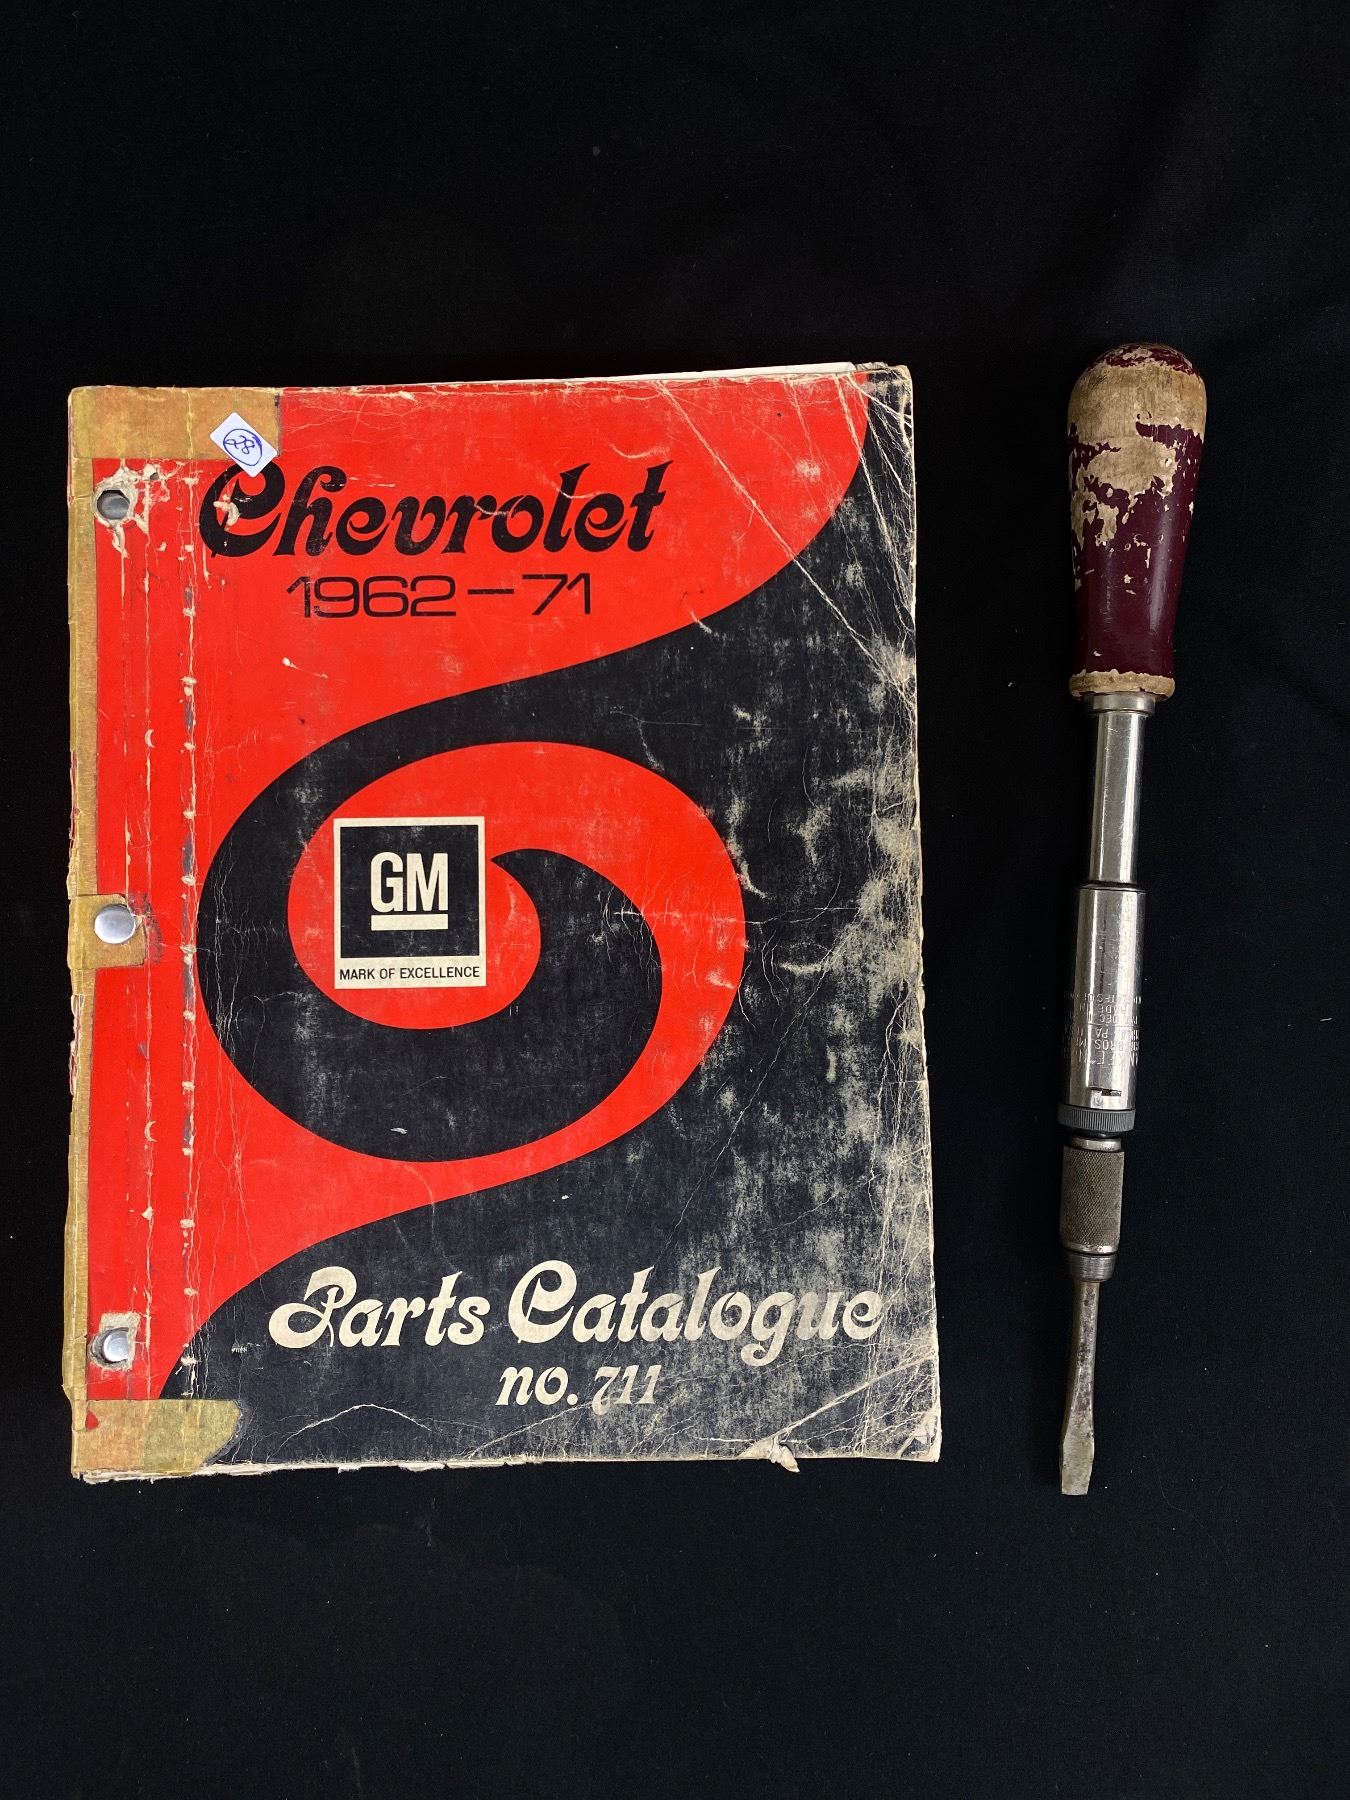 Chevrolet
1962-71
GM
MARK OF EXCELLENCE
Parts Catalogue
no. 711